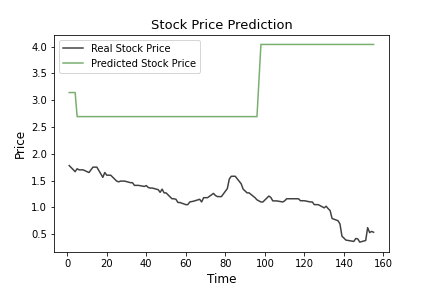 Stock Price Prediction
Real Stock Price
Predicted Stock Price
4.0
3.5
3.0
2.5
2.0
1.5
1.0
0.5
Price
0 20 40 60 80 100 120 140 160
Time